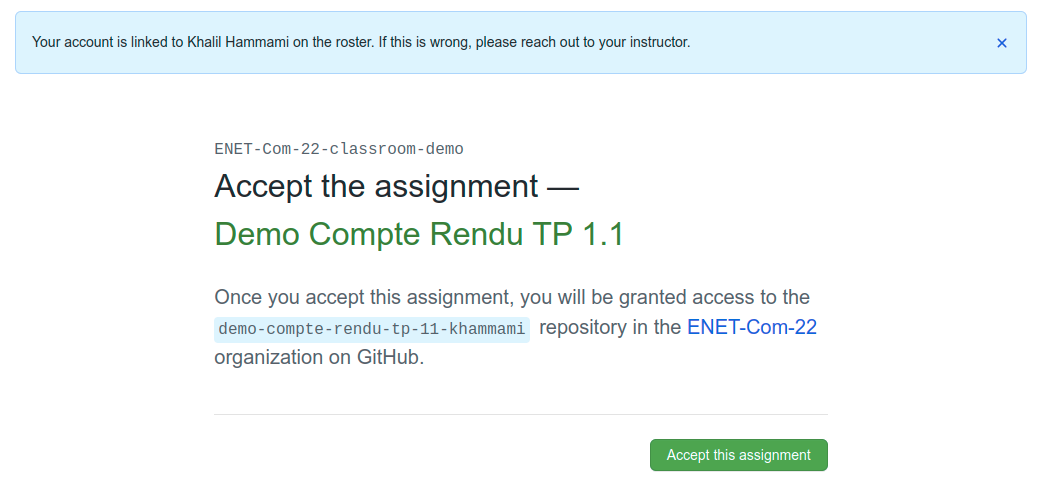 Your account is linked to Khalil Hammami on the roster. If this is wrong, please reach out to your instructor.
×
ENET-Com-22-classroom-demo
Accept the assignment —
Demo Compte Rendu TP 1.1
Once you accept this assignment, you will be granted access to the
demo-compte-rendu-tp-11-khammami repository in the ENET-Com-22
organization on GitHub.
Accept this assignment